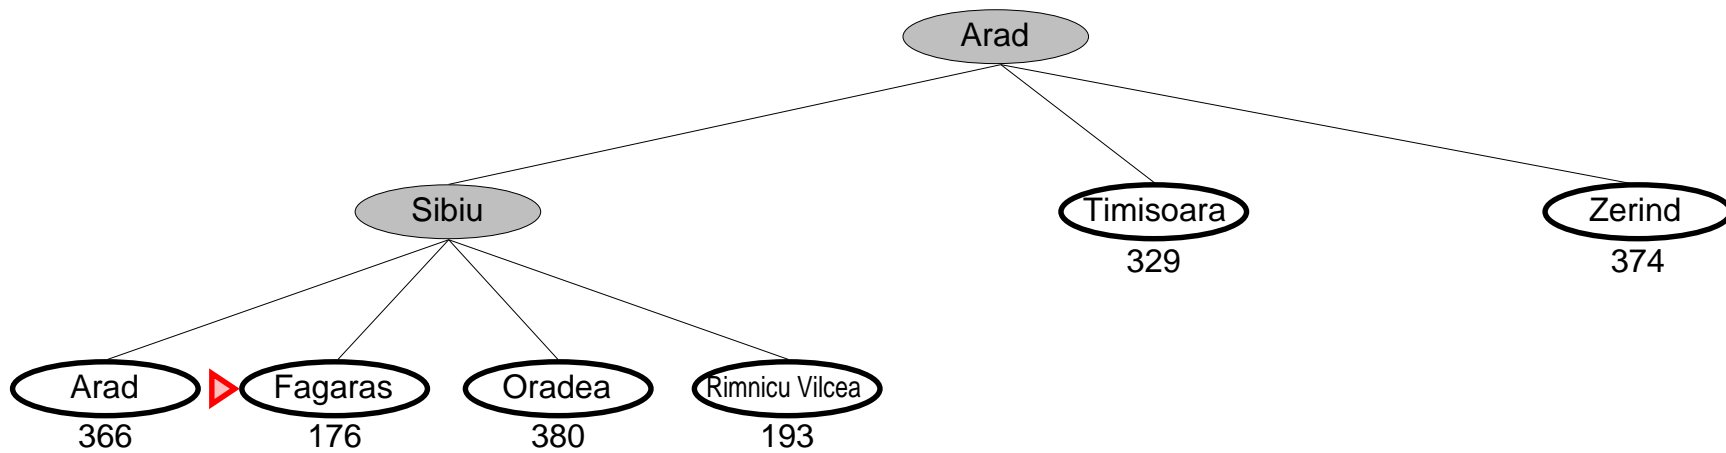 Arad
Sibiu
Timisoara
Zerind
329
374
Arad
Fagaras
Oradea
Rimnicu Vilcea
366
176
380
193